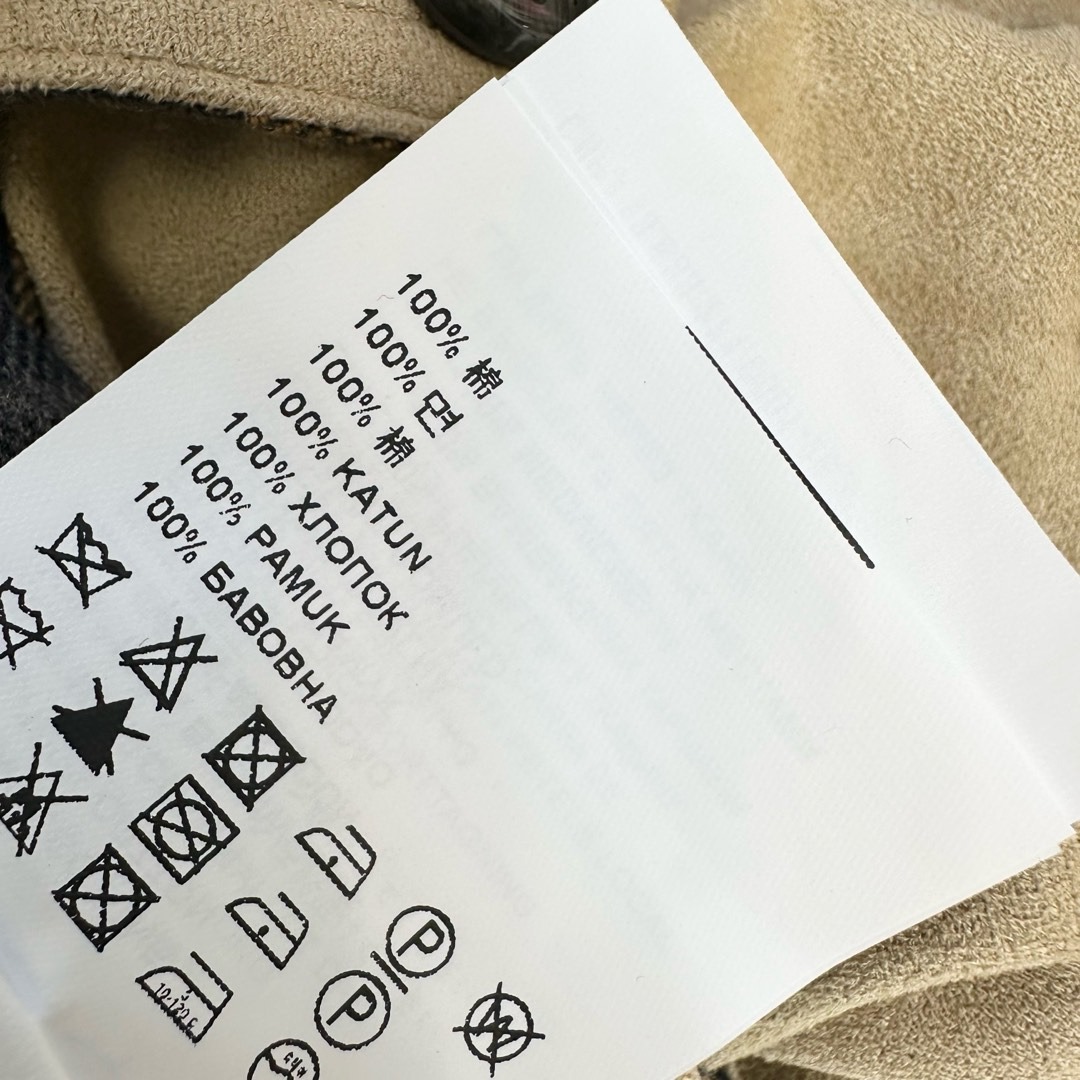 100% 棉
100% 면
100% 棉
100% KATUN
100% ХЛОПОК
100% PAMUK
100% БАВОВНА
P
P
W